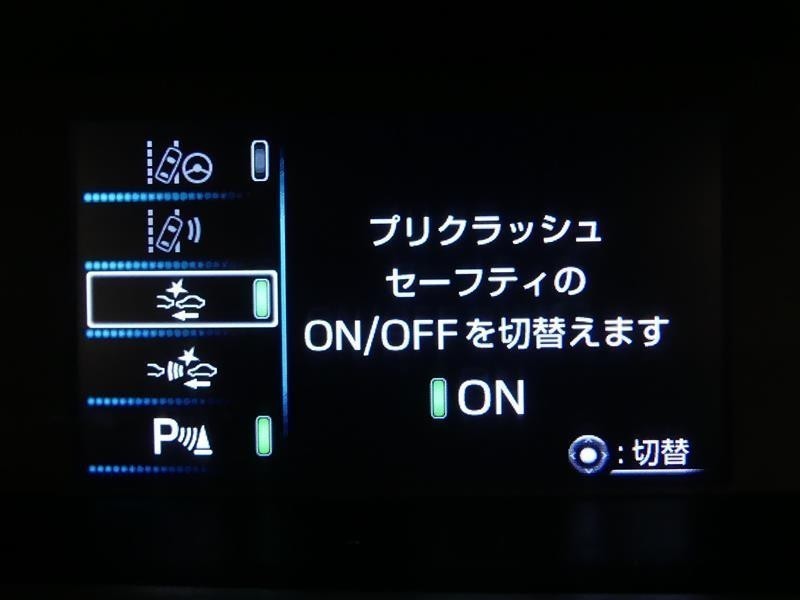 プリクラッシュ
セーフティの
ON/OFFを切替えます
ON
:切替
P